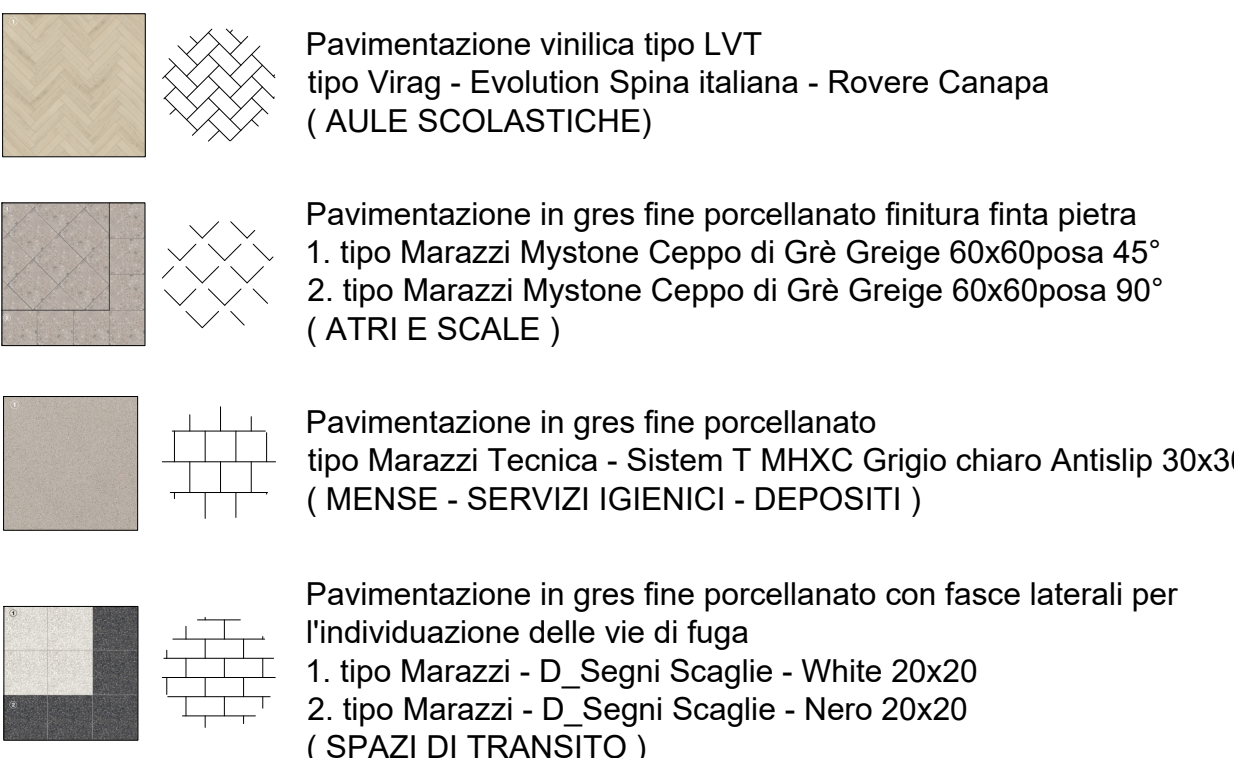 Pavimentazione vinilica tipo LVT
tipo Virag - Evolution Spina italiana - Rovere Canapa
( AULE SCOLASTICHE)
Pavimentazione in gres fine porcellanato finitura finta pietra
1. tipo Marazzi Mystone Ceppo di Grè Greige 60x60posa 45°
2. tipo Marazzi Mystone Ceppo di Grè Greige 60x60posa 90°
( ATRI E SCALE )
Pavimentazione in gres fine porcellanato
tipo Marazzi Tecnica - Sistem T MHXC Grigio chiaro Antislip 30x30
( MENSE - SERVIZI IGIENICI - DEPOSITI )
Pavimentazione in gres fine porcellanato con fasce laterali per
l'individuazione delle vie di fuga
1. tipo Marazzi - D_Segni Scaglie - White 20x20
2. tipo Marazzi - D_Segni Scaglie - Nero 20x20
( SPAZI DI TRANSITO )